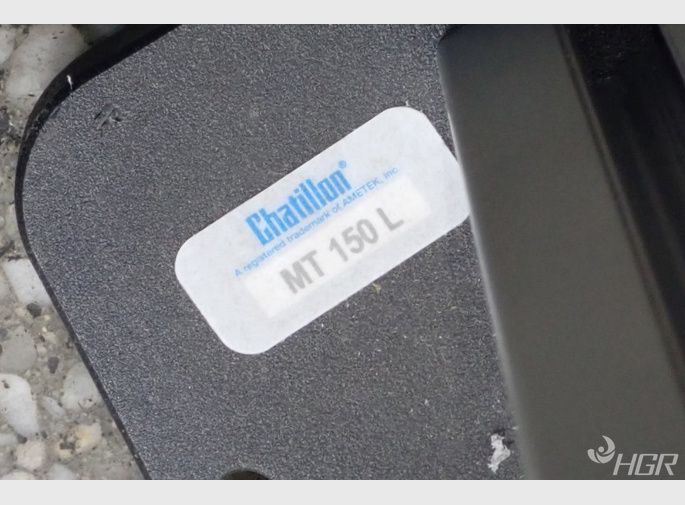 Chatillon®
A registered trademark of AMETEK, inc
MT 150 L
HGR